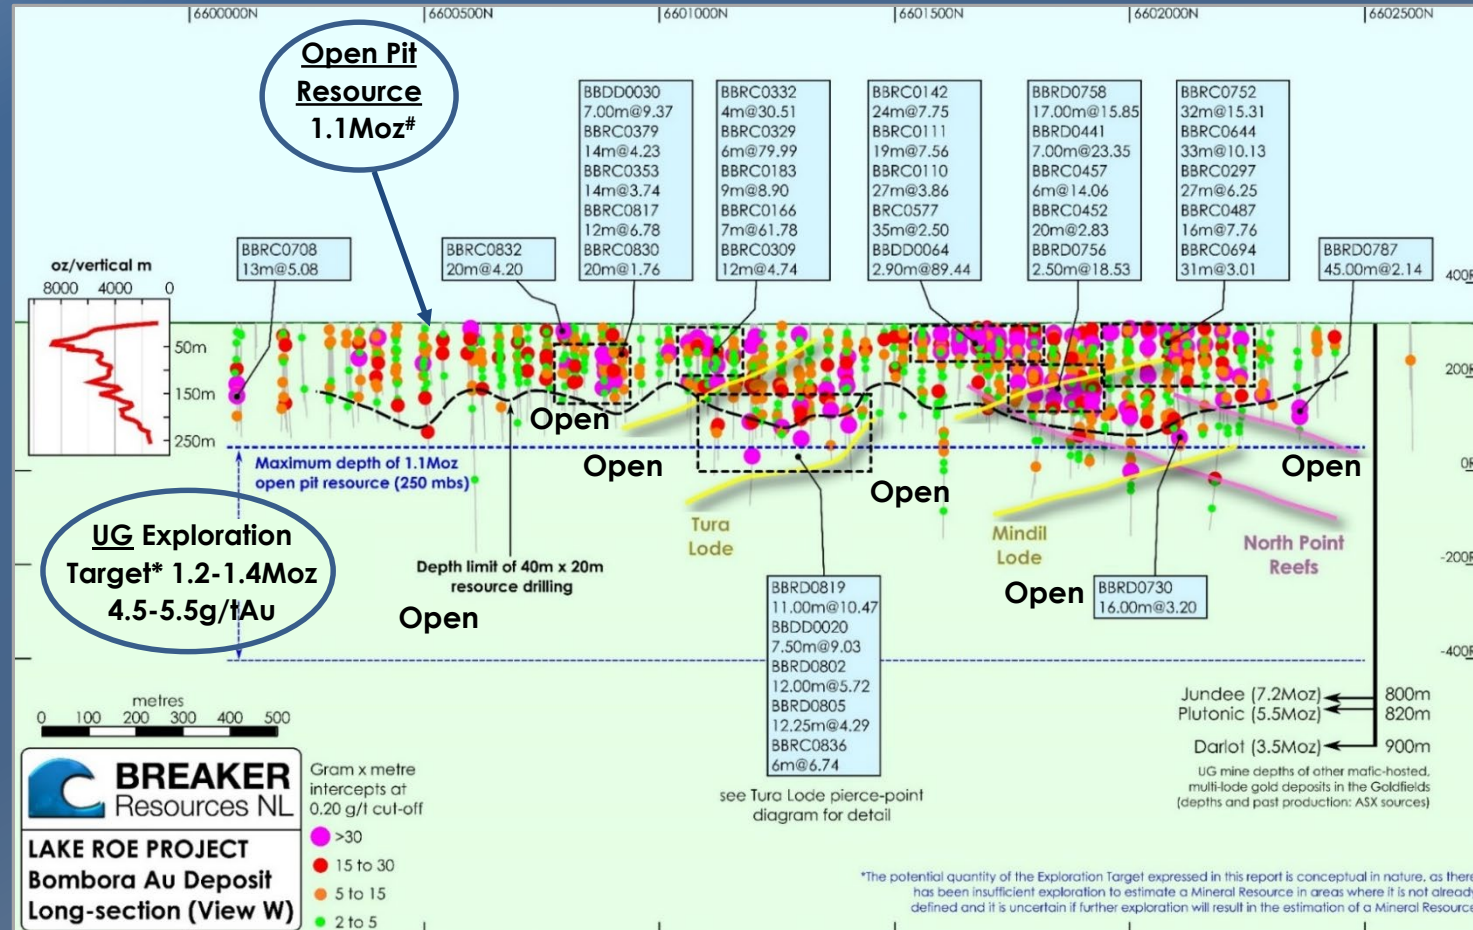 6600000N
6600500N
6601000N
6601500N
6602000N
6602500N
Open Pit
Resource
1.1Moz#
BBDD0030
7.00m@9.37
BBRC0379
14m@4.23
BBRC0353
14m@3.74
BBRC0817
12m@6.78
BBRC0830
20m@1.76
BBRC0332
4m@30.51
BBRC0329
6m@79.99
BBRC0183
9m@8.90
BBRC0166
7m@61.78
BBRC0309
12m@4.74
BBRC0142
24m@7.75
BBRC0111
19m@7.56
BBRC0110
27m@3.86
BRC0577
35m@2.50
BBDD0064
2.90m@89.44
BBRD0758
17.00m@15.85
BBRD0441
7.00m@23.35
BBRC0457
6m@14.06
BBRC0452
20m@2.83
BBRD0756
2.50m@18.53
BBRC0752
32m@15.31
BBRC0644
33m@10.13
BBRC0297
27m@6.25
BBRC0487
16m@7.76
BBRC0694
31m@3.01
BBRC0708
13m@5.08
BBRC0832
20m@4.20
BBRD0787
45.00m@2.14
oz/vertical m
8000 4000 0
50m
150m
250m
400R
200R
0R
-200R
-400R
Open
Open
Open
Open
Maximum depth of 1.1Moz
open pit resource (250 mbs)
UG Exploration
Target* 1.2-1.4Moz
4.5-5.5g/tAu
Depth limit of 40m x 20m
resource drilling
Open
Tura
Lode
Mindil
Lode
North Point
Reefs
Open
BBRD0730
16.00m@3.20
BBRD0819
11.00m@10.47
BBDD0020
7.50m@9.03
BBRD0802
12.00m@5.72
BBRD0805
12.25m@4.29
BBRC0836
6m@6.74
see Tura Lode pierce-point
diagram for detail
Jundee (7.2Moz) 800m
Plutonic (5.5Moz) 820m
Darlot (3.5Moz) 900m
UG mine depths of other mafic-hosted,
multi-lode gold deposits in the Goldfields
(depths and past production: ASX sources)
metres
0 100 200 300 400 500
BREAKER
Resources NL
LAKE ROE PROJECT
Bombora Au Deposit
Long-section (View W)
Gram x metre
intercepts at
0.20 g/t cut-off
>30
15 to 30
5 to 15
2 to 5
*The potential quantity of the Exploration Target expressed in this report is conceptual in nature, as there
has been insufficient exploration to estimate a Mineral Resource in areas where it is not already
defined and it is uncertain if further exploration will result in the estimation of a Mineral Resource